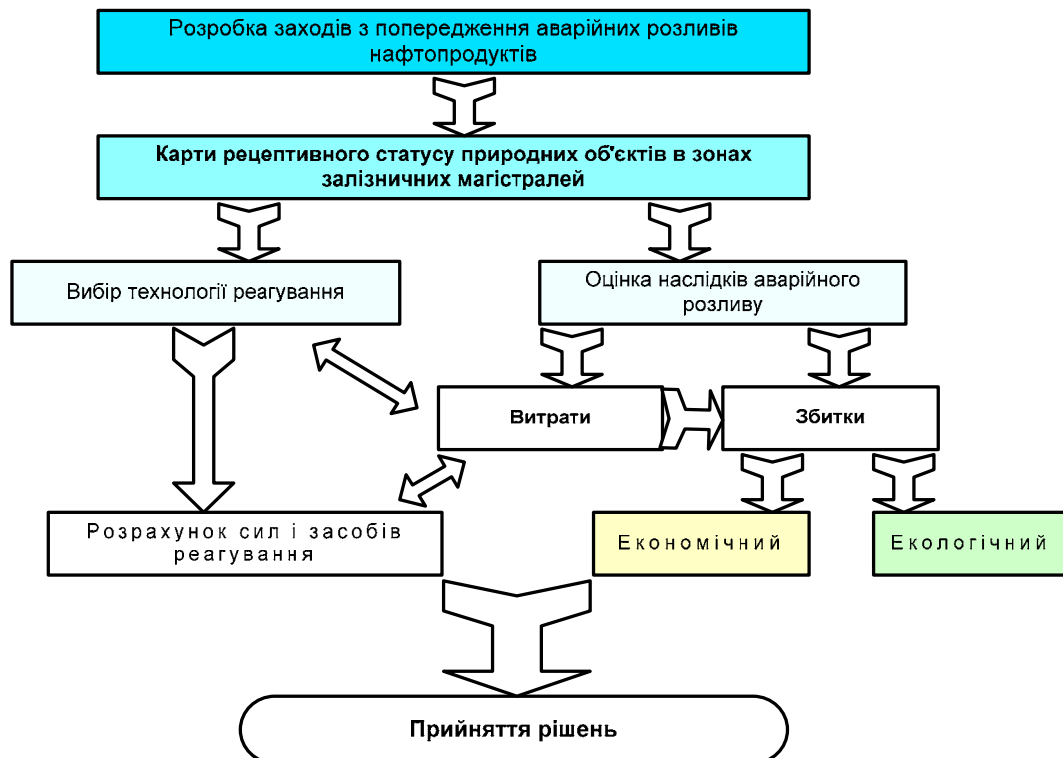 Розробка заходів з попередження аварійних розливів
нафтопродуктів
Карти рецептивного статусу природних об'єктів в зонах
залізничних магістралей
Вибір технології реагування
Оцінка наслідків аварійного
розливу
Витрати
Збитки
Розрахунок сил і засобів
реагування
Економічний
Екологічний
Прийняття рішень